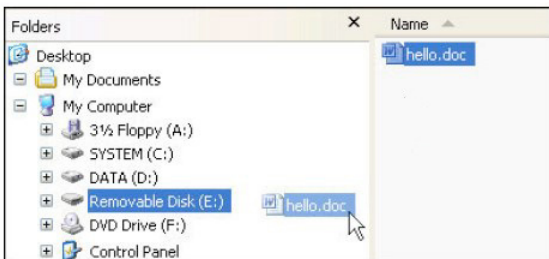 Folders
Desktop
My Documents
My Computer
3½ Floppy (A:)
SYSTEM (C:)
DATA (D:)
Removable Disk (E:)
DVD Drive (F:)
Control Panel
hello.doc
Name
hello.doc